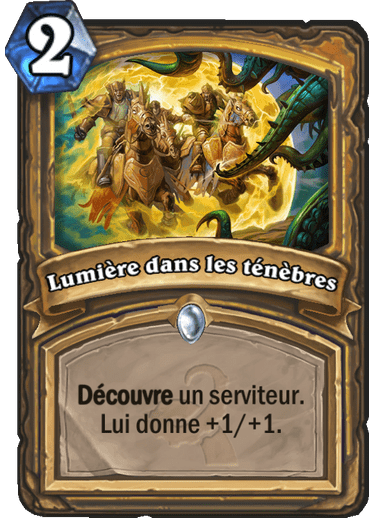 2
Lumière dans les ténèbres
Découvre un serviteur.
Lui donne +1/+1.